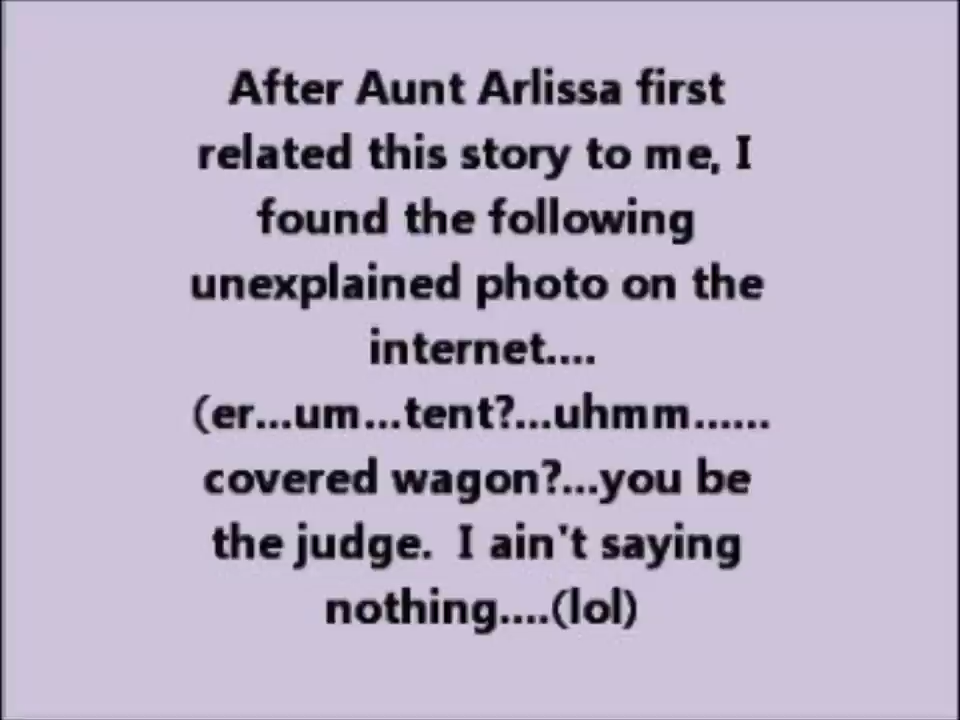 After Aunt Arlissa first
related this story to me, I
found the following
unexplained photo on the
internet....
(er...um...tent?...uhmm......
covered wagon?...you be
the judge.  I ain't saying
nothing....(lol)